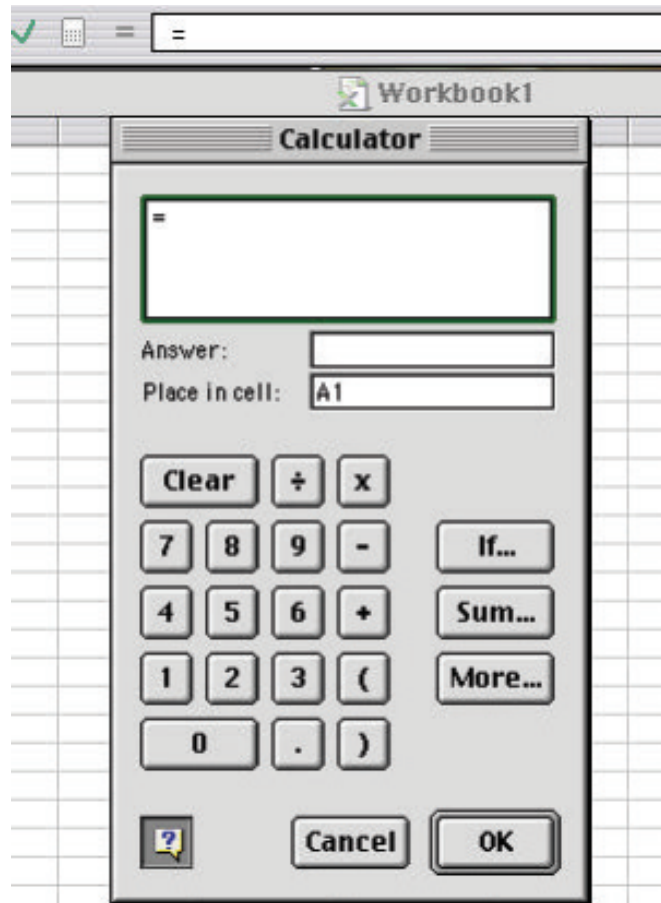 = =
Workbook1
Calculator
=
Answer:
Place in cell: A1
Clear ÷ x
7 8 9 - If...
4 5 6 + Sum...
1 2 3 ( More...
0 . )
? Cancel OK